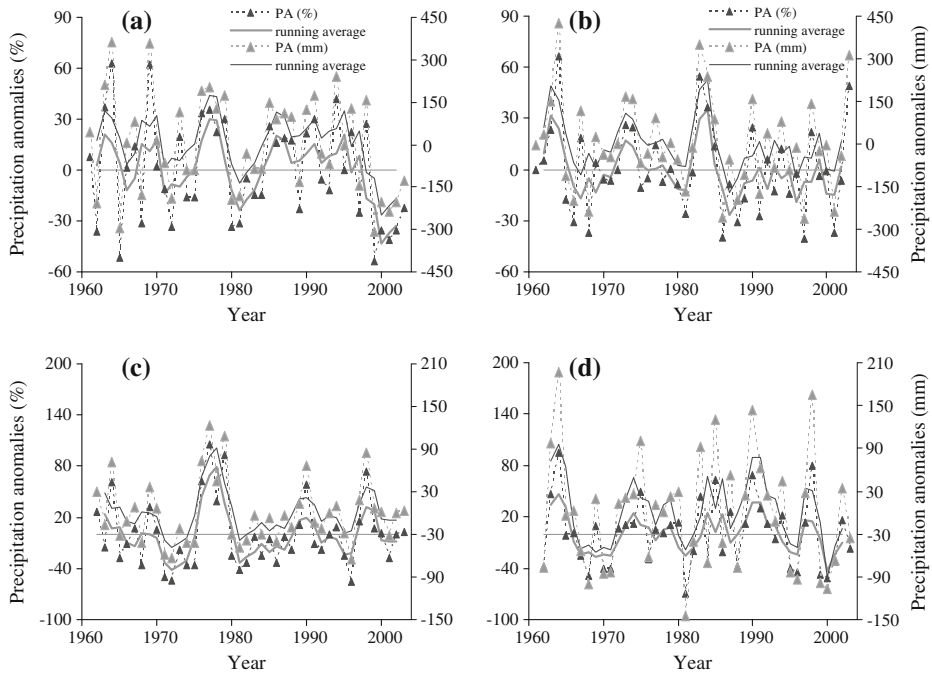 (a)
PA (%)
running average
PA (mm)
running average
90
60
30
0
-30
-60
450
300
150
0
-150
-300
-450
1960 1970 1980 1990 2000
Year
Precipitation anomalies (%)
(b)
PA (%)
running average
PA (mm)
running average
90
60
30
0
-30
-60
450
300
150
0
-150
-300
-450
1960 1970 1980 1990 2000
Year
Precipitation anomalies (mm)
(c)
200
140
80
20
-40
-100
210
150
90
30
-30
-90
-150
1960 1970 1980 1990 2000
Year
Precipitation anomalies (%)
(d)
200
140
80
20
-40
-100
210
150
90
30
-30
-90
-150
1960 1970 1980 1990 2000
Year
Precipitation anomalies (mm)